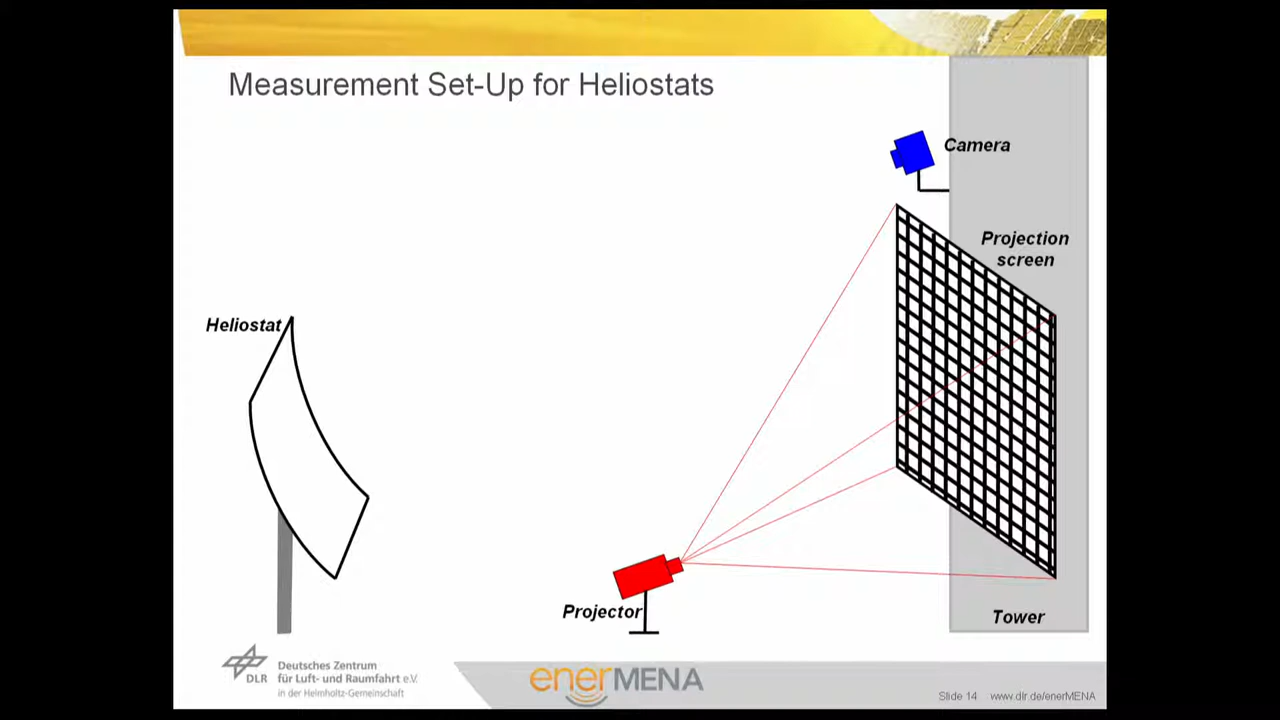 Measurement Set-Up for Heliostats
Camera
Projection
screen
Heliostat
Projector
Tower
DLR
Deutsches Zentrum
für Luft- und Raumfahrt e.V.
in der Helmholtz-Gemeinschaft
enerMENA
Slide 14 www.dlr.de/enerMENA